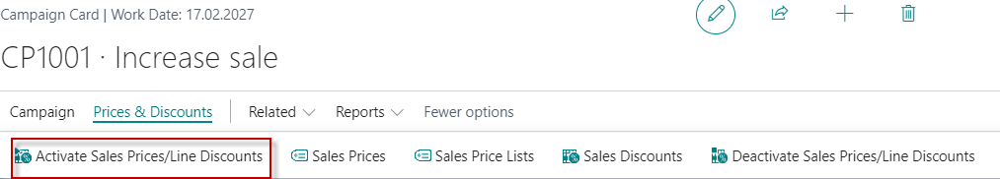 Campaign Card | Work Date: 17.02.2027
CP1001 · Increase sale
Campaign Prices & Discounts Related Reports Fewer options
Activate Sales Prices/Line Discounts Sales Prices Sales Price Lists Sales Discounts Deactivate Sales Prices/Line Discounts